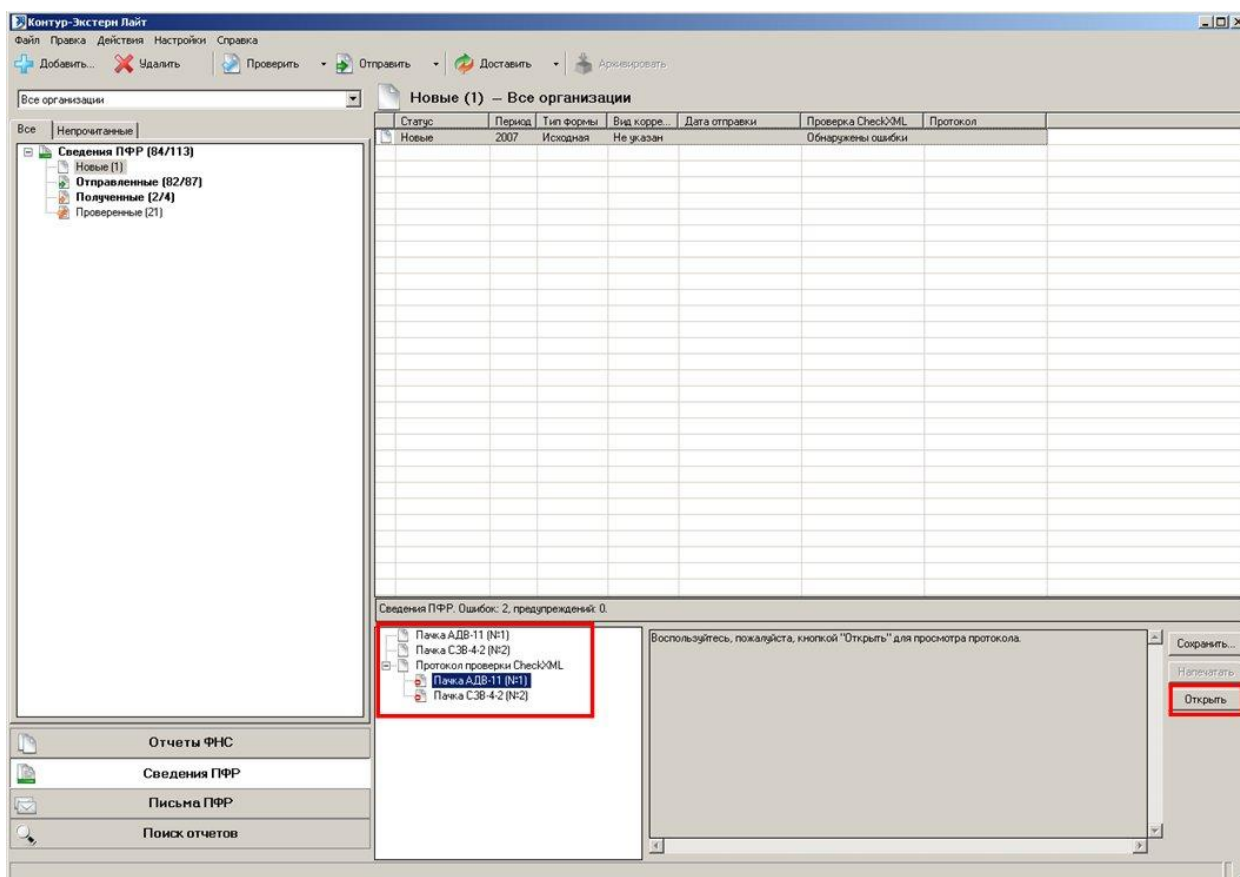 Контур-Экстерн Лайт
Файл Правка Действия Настройки Справка
Добавить... Удалить Проверить Отправить Доставить Архивировать
Все организации
Новые (1) – Все организации
Все Непрочитанные
Статус Период Тип формы Вид корре... Дата отправки Проверка CheckXML Протокол
Новые 2007 Исходная Не указан Обнаружены ошибки
Сведения ПФР (84/113)
Новые (1)
Отправленные (82/87)
Полученные (2/4)
Проверенные (21)
Сведения ПФР. Ошибок: 2, предупреждений: 0.
Пачка АДВ-11 (№1)
Пачка СЗВ-4-2 (№2)
Протокол проверки CheckXML
Пачка АДВ-11 (№1)
Пачка СЗВ-4-2 (№2)
Воспользуйтесь, пожалуйста, кнопкой "Открыть" для просмотра протокола.
Сохранить...
Напечатать
Открыть
Отчеты ФНС
Сведения ПФР
Письма ПФР
Поиск отчетов